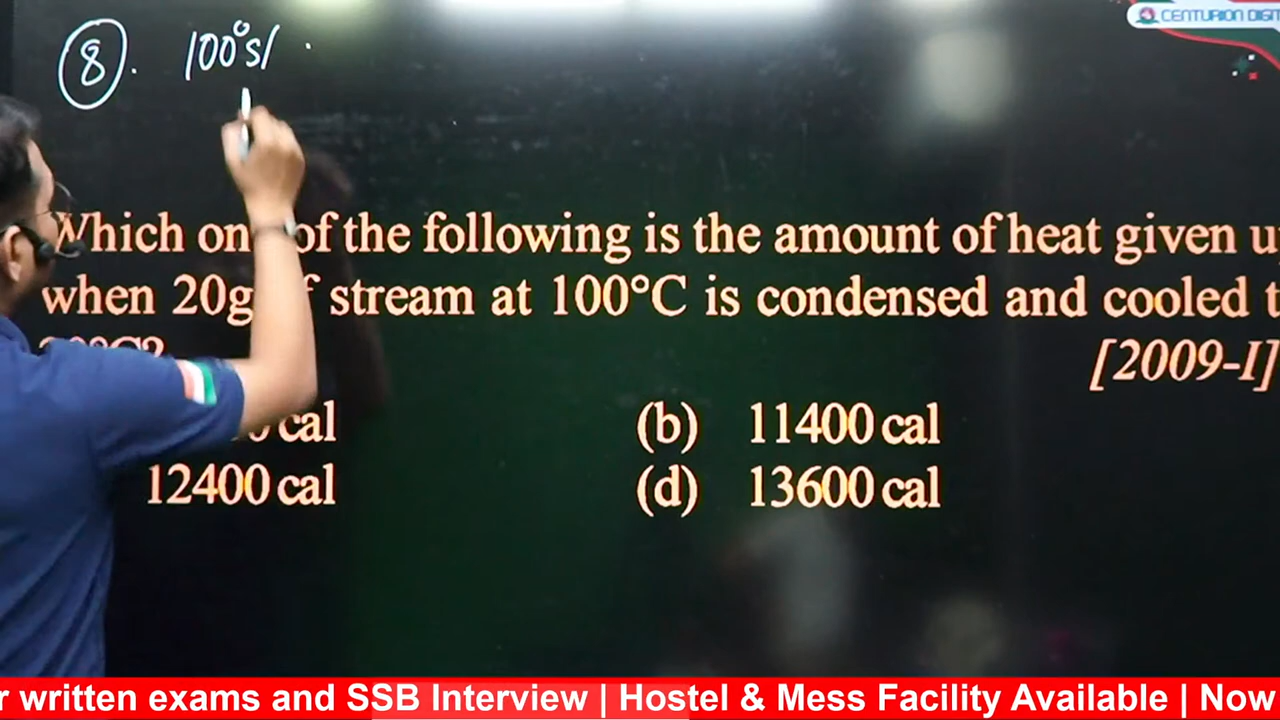 CENTURION DIGIT
8. 100°s
Which on of the following is the amount of heat given u
when 20g of stream at 100°C is condensed and cooled t
[2009-I]
cal
(b) 11400 cal
12400 cal
(d) 13600 cal
r written exams and SSB Interview | Hostel & Mess Facility Available | Now